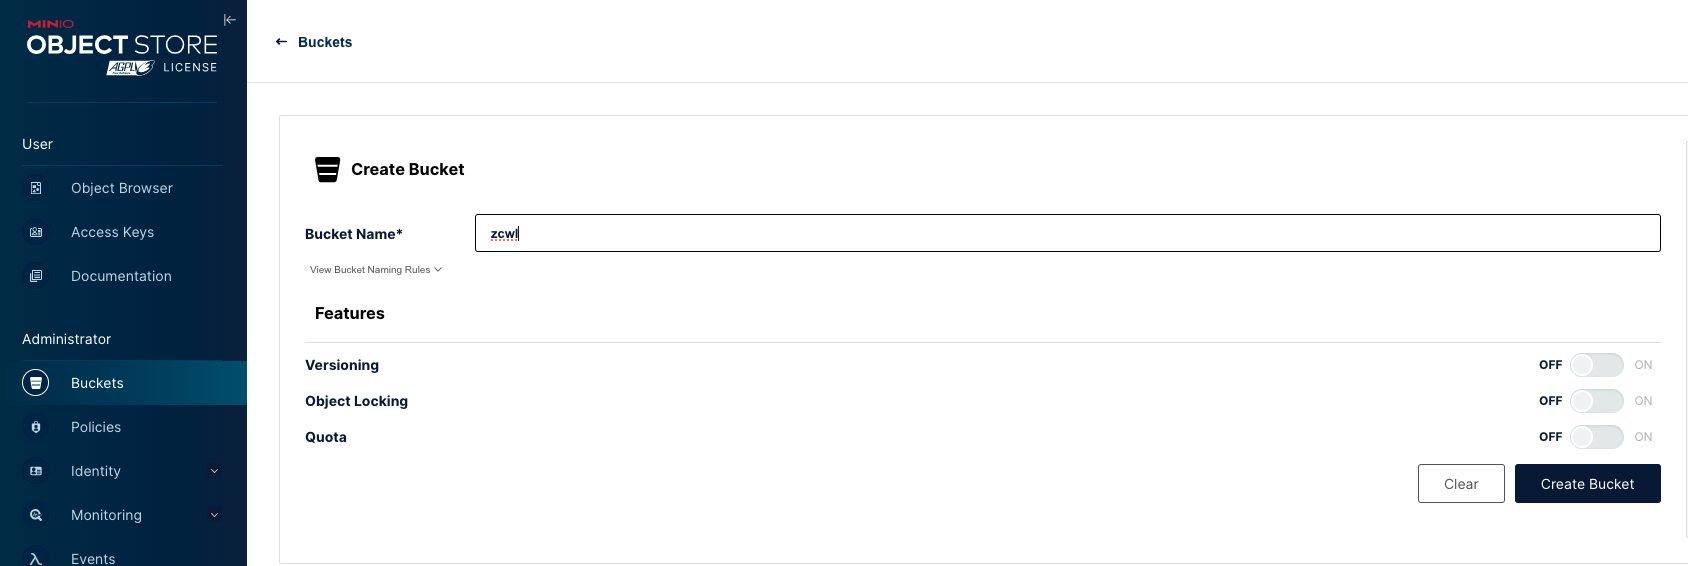 MINIO
OBJECT STORE
AGPL LICENSE
User
Object Browser
Access Keys
Documentation
Administrator
Buckets
Policies
Identity
Monitoring
Events
Buckets
Create Bucket
Bucket Name*
zcwl
View Bucket Naming Rules
Features
Versioning OFF ON
Object Locking OFF ON
Quota OFF ON
Clear Create Bucket